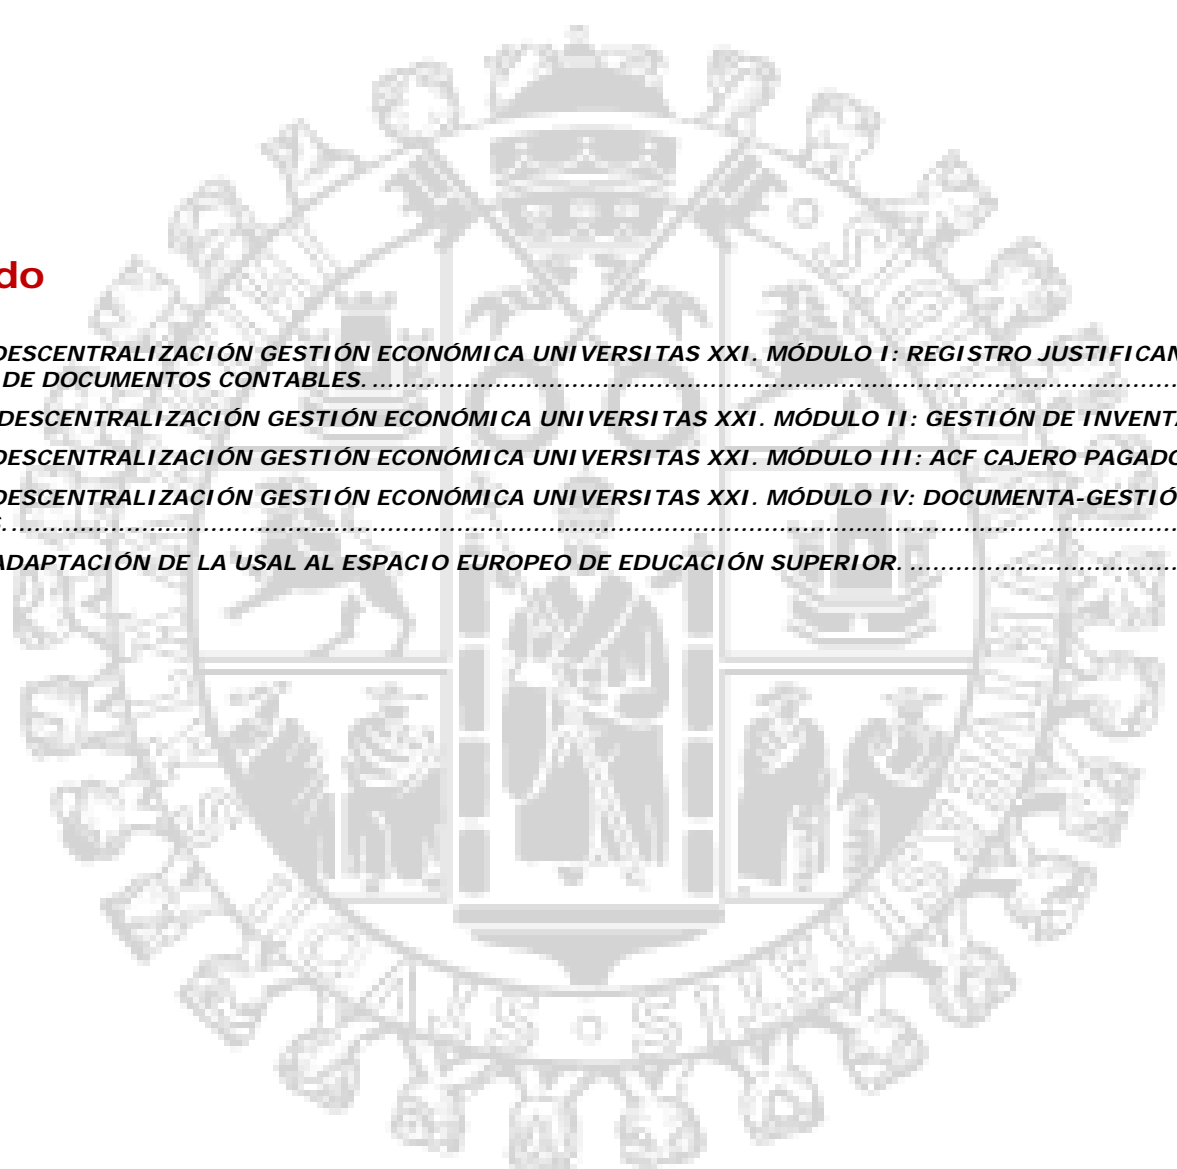 do
DESCENTRALIZACIÓN GESTIÓN ECONÓMICA UNIVERSITAS XXI. MÓDULO I: REGISTRO JUSTIFICAN
DE DOCUMENTOS CONTABLES. ..........................................................................................................
DESCENTRALIZACIÓN GESTIÓN ECONÓMICA UNIVERSITAS XXI. MÓDULO II: GESTIÓN DE INVENTA
DESCENTRALIZACIÓN GESTIÓN ECONÓMICA UNIVERSITAS XXI. MÓDULO III: ACF CAJERO PAGADO
DESCENTRALIZACIÓN GESTIÓN ECONÓMICA UNIVERSITAS XXI. MÓDULO IV: DOCUMENTA-GESTIÓ
. ....................................................................................................................................................
ADAPTACIÓN DE LA USAL AL ESPACIO EUROPEO DE EDUCACIÓN SUPERIOR. ...................................